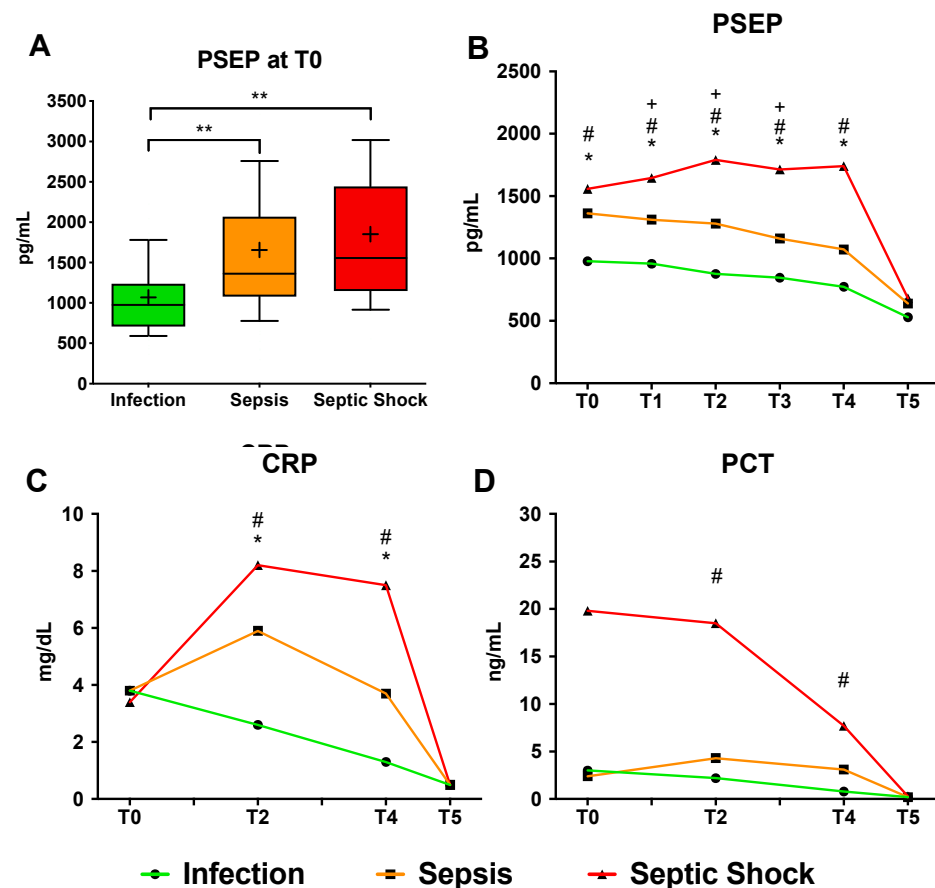 A
PSEP at T0
pg/mL
3500
3000
2500
2000
1500
1000
500
0
**
**
+
+
+
Infection
Sepsis
Septic Shock
B
PSEP
pg/mL
2500
2000
1500
1000
500
0
#
*
+
#
*
+
#
*
+
#
*
#
*
T0
T1
T2
T3
T4
T5
C
CRP
mg/dL
10
8
6
4
2
0
#
*
#
*
T0
T2
T4
T5
D
PCT
ng/mL
30
25
20
15
10
5
0
#
#
T0
T2
T4
T5
Infection
Sepsis
Septic Shock